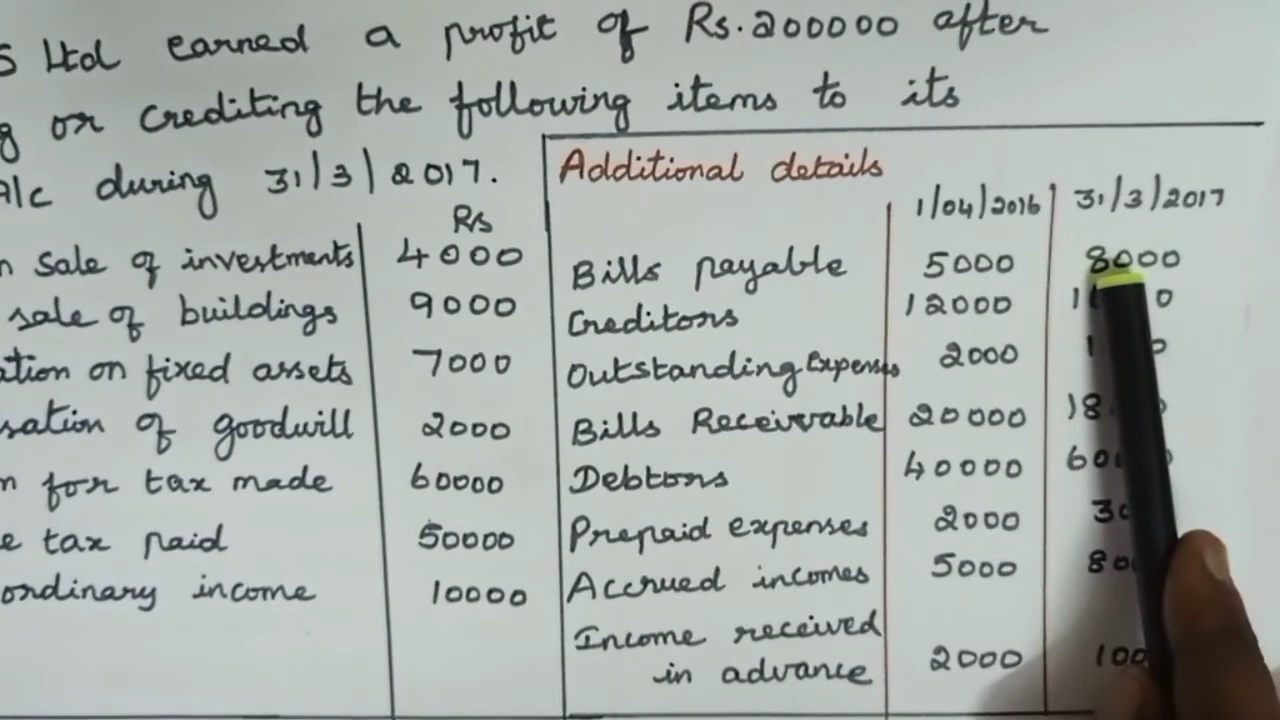 S Ltd earned a profit of Rs.200000 after
g or crediting the following items to its
A/c during 31/3/2017.
Rs
n sale of investments 4000
sale of buildings 9000
ation on fixed assets 7000
sation of goodwill 2000
n for tax made 60000
e tax paid 50000
ordinary income 10000
Additional details
1/04/2016 31/3/2017
Bills payable 5000 8000
Creditors 12000
Outstanding Expenses 2000
Bills Receivable 20000
Debtors 40000
Prepaid expenses 2000
Accrued incomes 5000
Income received
in advance 2000